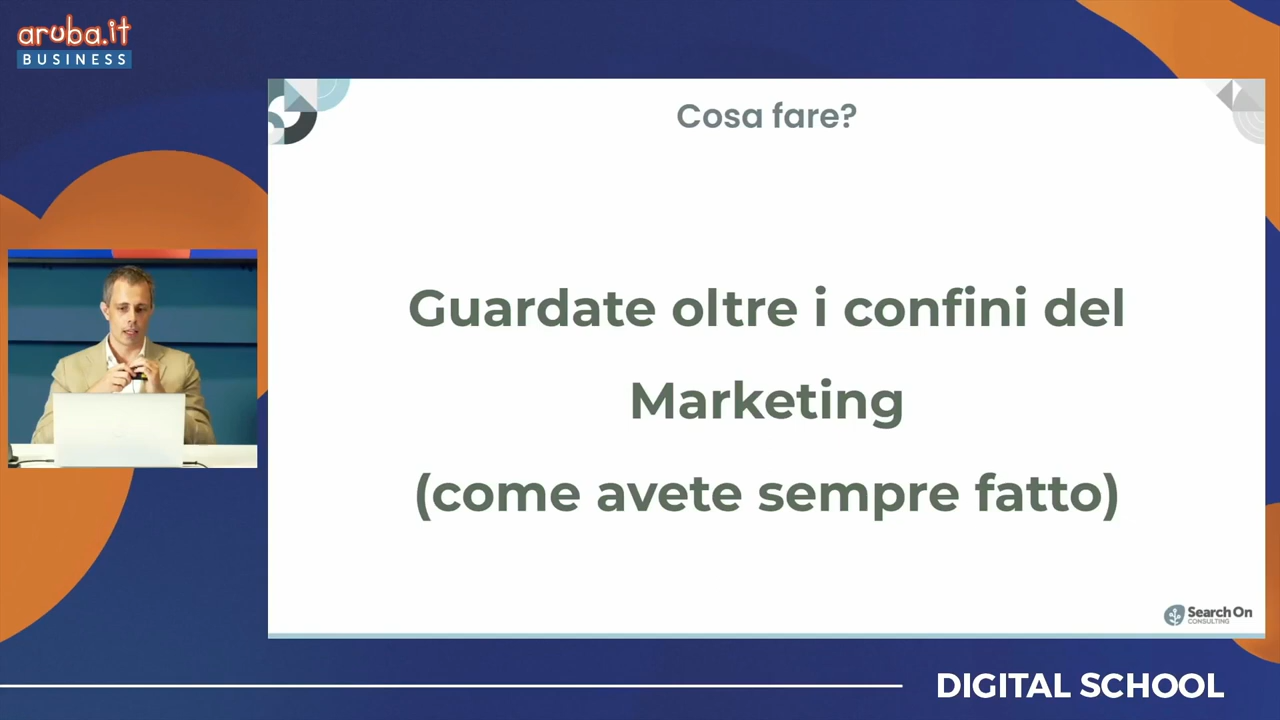 aruba.it
BUSINESS
Cosa fare?
Guardate oltre i confini del
Marketing
(come avete sempre fatto)
Search On
CONSULTING
DIGITAL SCHOOL